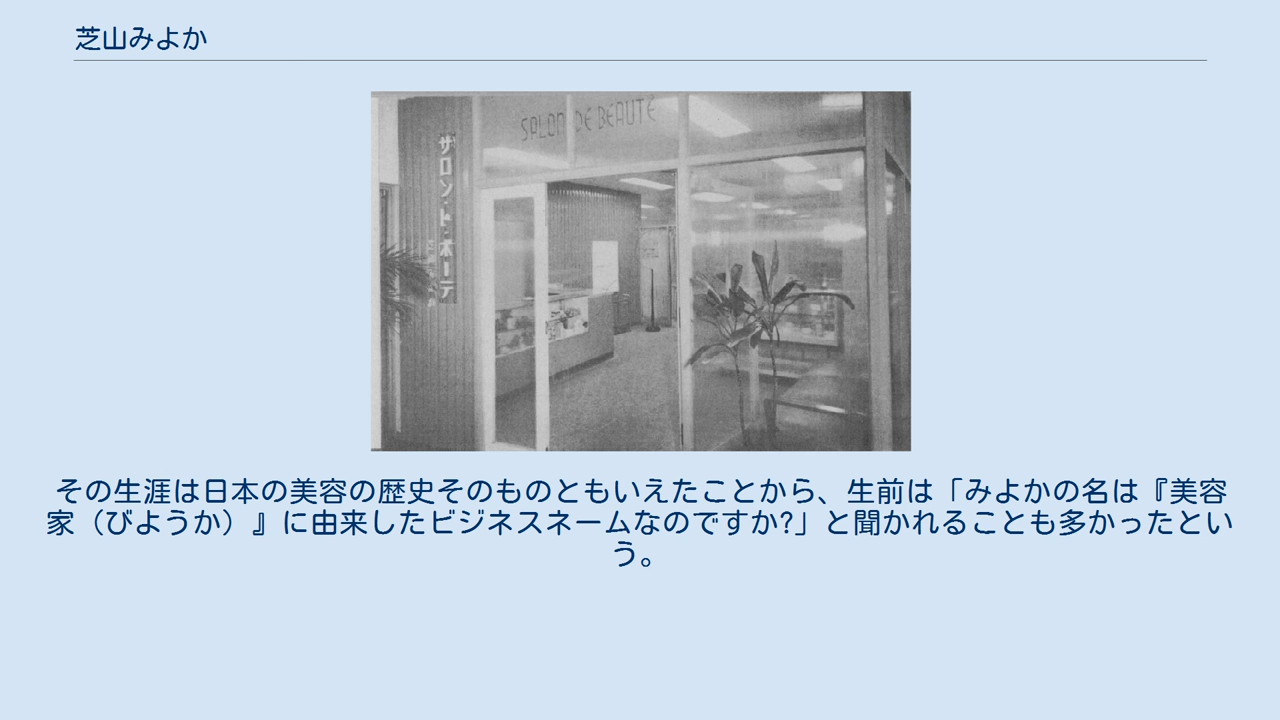 芝山みよか
SALON DE BEAUTE
サロン・ド・ボーテ
その生涯は日本の美容の歴史そのものともいえたことから、生前は「みよかの名は『美容
家（びようか）』に由来したビジネスネームなのですか?」と聞かれることも多かったとい
う。